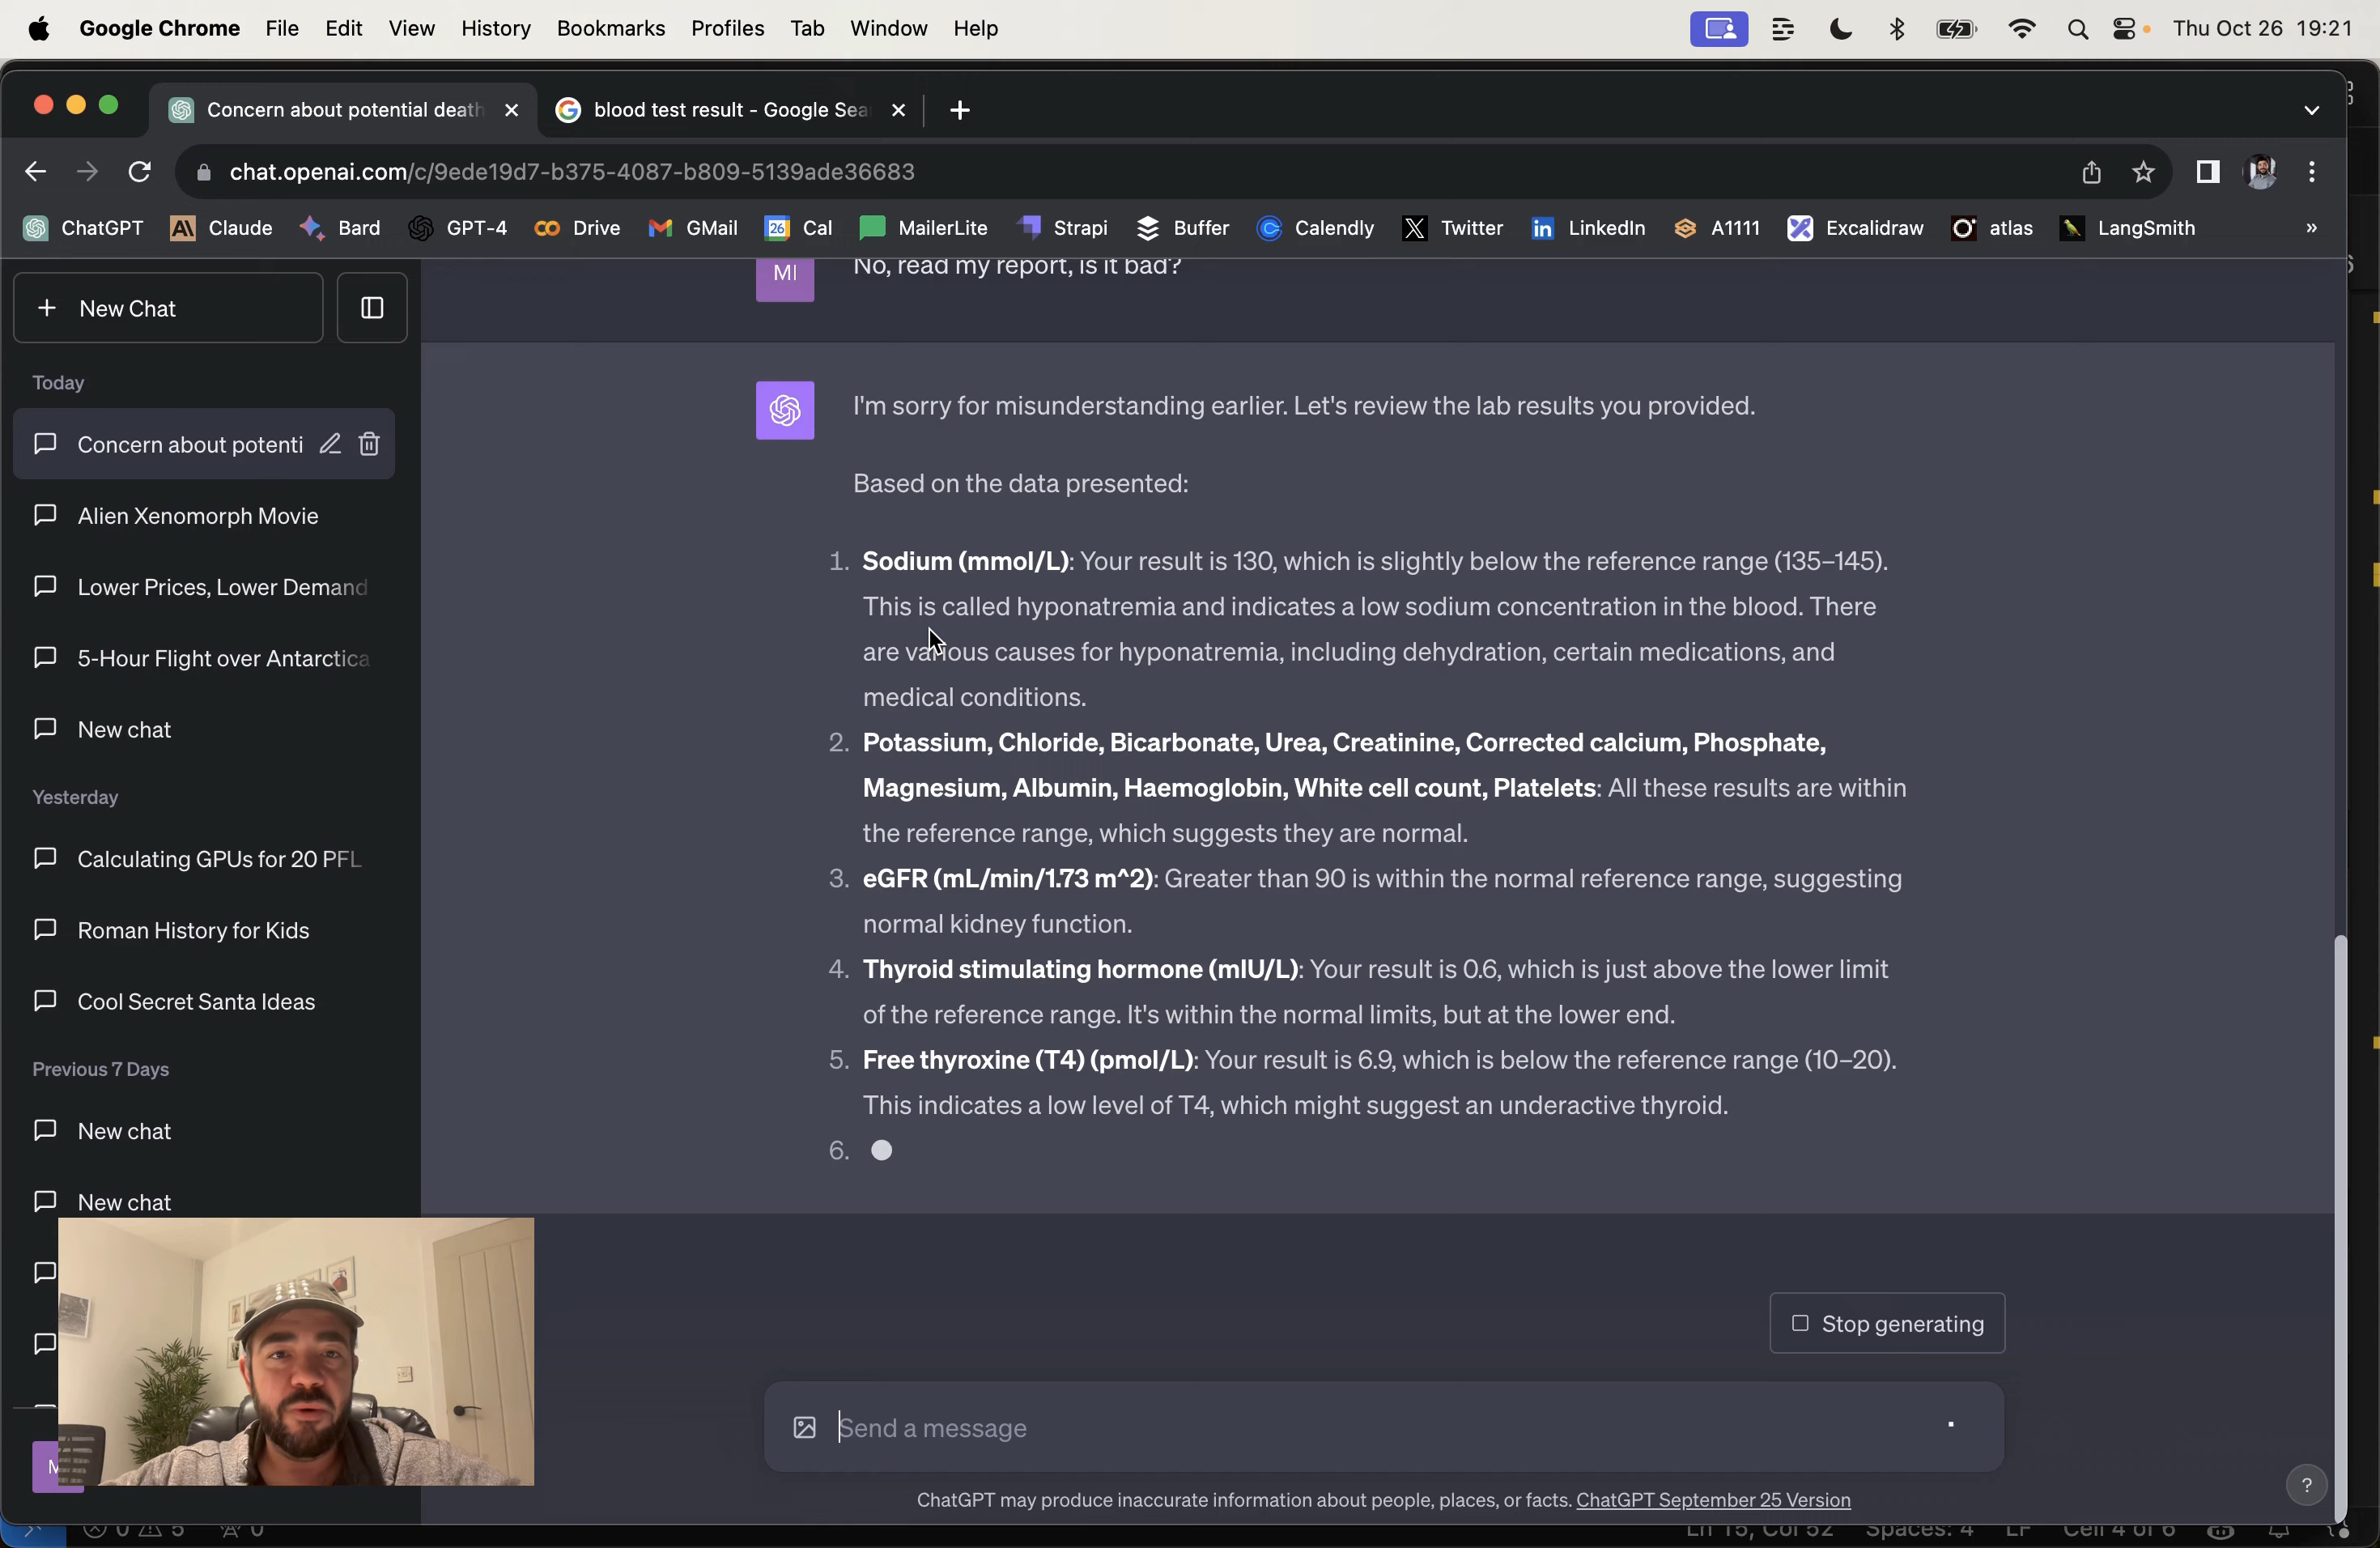 Google Chrome File Edit View History Bookmarks Profiles Tab Window Help Thu Oct 26 19:21
Concern about potential death blood test result - Google Sea
chat.openai.com/c/9ede19d7-b375-4087-b809-5139ade36683
ChatGPT Claude Bard GPT-4 Drive GMail 26 Cal MailerLite Strapi Buffer Calendly Twitter LinkedIn A1111 Excalidraw atlas LangSmith »
New Chat
Today
Concern about potenti
Alien Xenomorph Movie
Lower Prices, Lower Demand
5-Hour Flight over Antarctica
New chat
Yesterday
Calculating GPUs for 20 PFL
Roman History for Kids
Cool Secret Santa Ideas
Previous 7 Days
New chat
New chat
MI No, read my report, is it bad?
I'm sorry for misunderstanding earlier. Let's review the lab results you provided.
Based on the data presented:
1. Sodium (mmol/L): Your result is 130, which is slightly below the reference range (135–145).
This is called hyponatremia and indicates a low sodium concentration in the blood. There
are various causes for hyponatremia, including dehydration, certain medications, and
medical conditions.
2. Potassium, Chloride, Bicarbonate, Urea, Creatinine, Corrected calcium, Phosphate,
Magnesium, Albumin, Haemoglobin, White cell count, Platelets: All these results are within
the reference range, which suggests they are normal.
3. eGFR (mL/min/1.73 m^2): Greater than 90 is within the normal reference range, suggesting
normal kidney function.
4. Thyroid stimulating hormone (mIU/L): Your result is 0.6, which is just above the lower limit
of the reference range. It's within the normal limits, but at the lower end.
5. Free thyroxine (T4) (pmol/L): Your result is 6.9, which is below the reference range (10–20).
This indicates a low level of T4, which might suggest an underactive thyroid.
6.
Stop generating
Send a message
ChatGPT may produce inaccurate information about people, places, or facts. ChatGPT September 25 Version
?
0 5 0 Ln 15, Col 52 Spaces: 4 LF Cell 4 of 6